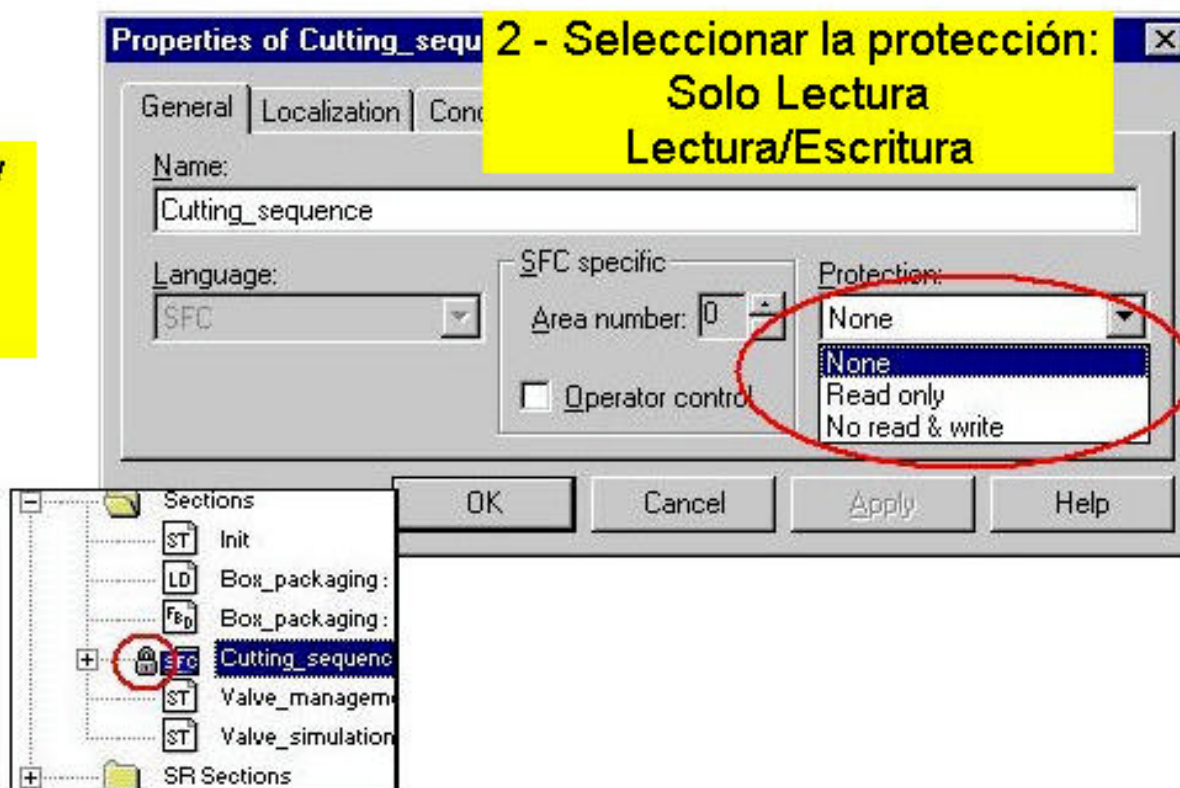 Properties of Cutting_sequ
2 - Seleccionar la protección:
Solo Lectura
Lectura/Escritura
General
Localization
Name:
Cutting_sequence
Language:
SFC
SFC specific
Area number: 0
Operator control
Protection:
None
None
Read only
No read & write
OK
Cancel
Apply
Help
Sections
ST Init
LD Box_packaging :
FBD Box_packaging :
SFC Cutting_sequenc
ST Valve_manageme
ST Valve_simulation
SR Sections